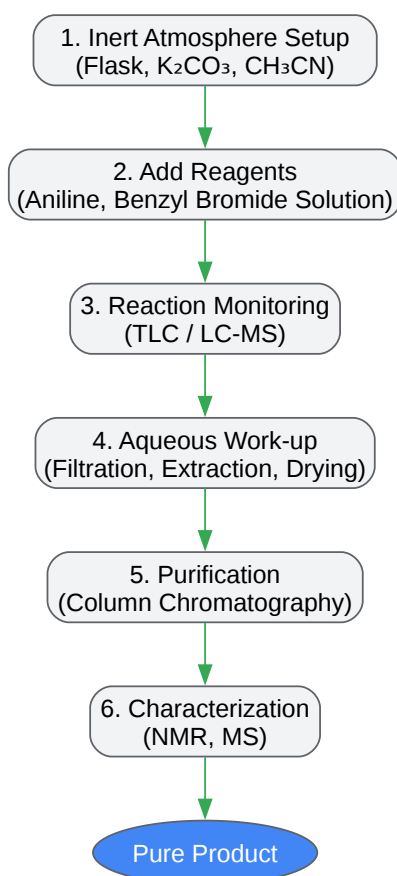 1. Inert Atmosphere Setup
(Flask, K₂CO₃, CH₃CN)
2. Add Reagents
(Aniline, Benzyl Bromide Solution)
3. Reaction Monitoring
(TLC / LC-MS)
4. Aqueous Work-up
(Filtration, Extraction, Drying)
5. Purification
(Column Chromatography)
6. Characterization
(NMR, MS)
Pure Product